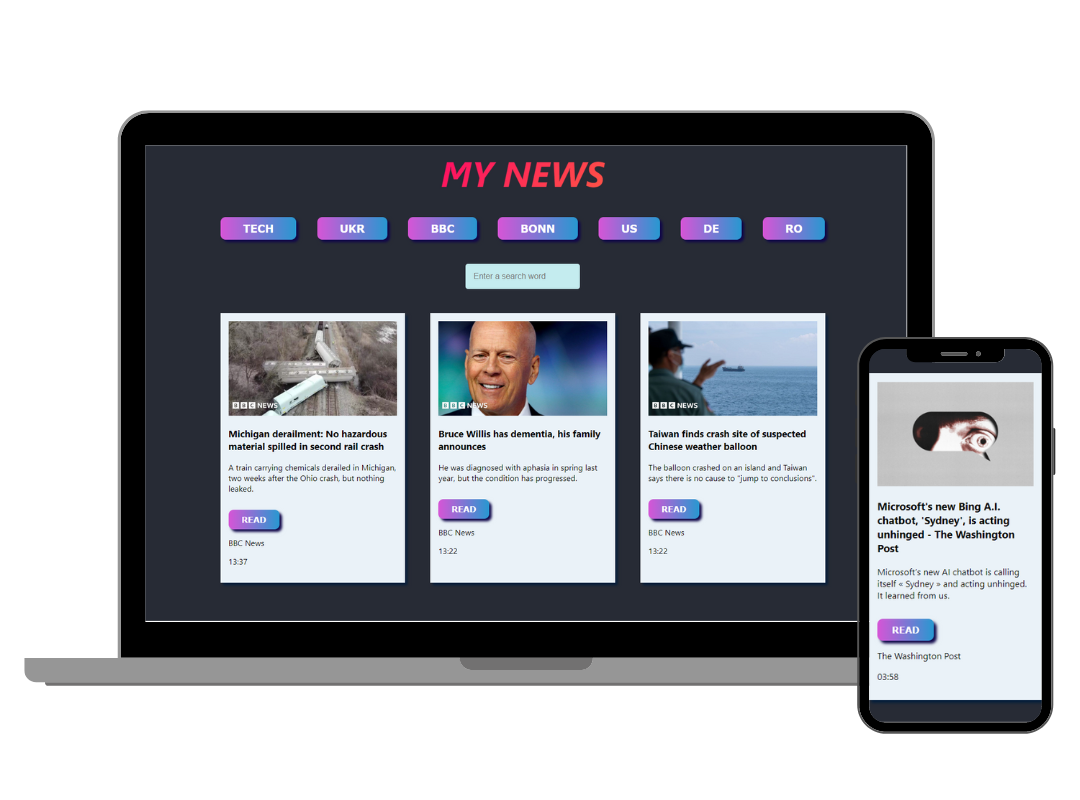 MY NEWS
TECH UKR BBC BONN US DE RO
Enter a search word
BBC NEWS
Michigan derailment: No hazardous
material spilled in second rail crash
A train carrying chemicals derailed in Michigan,
two weeks after the Ohio crash, but nothing
leaked.
READ
BBC News
13:37
BBC NEWS
Bruce Willis has dementia, his family
announces
He was diagnosed with aphasia in spring last
year, but the condition has progressed.
READ
BBC News
13:22
BBC NEWS
Taiwan finds crash site of suspected
Chinese weather balloon
The balloon crashed on an island and Taiwan
says there is no cause to "jump to conclusions".
READ
BBC News
13:22
Microsoft's new Bing A.I.
chatbot, 'Sydney', is acting
unhinged - The Washington
Post
Microsoft's new AI chatbot is calling
itself « Sydney » and acting unhinged.
It learned from us.
READ
The Washington Post
03:58